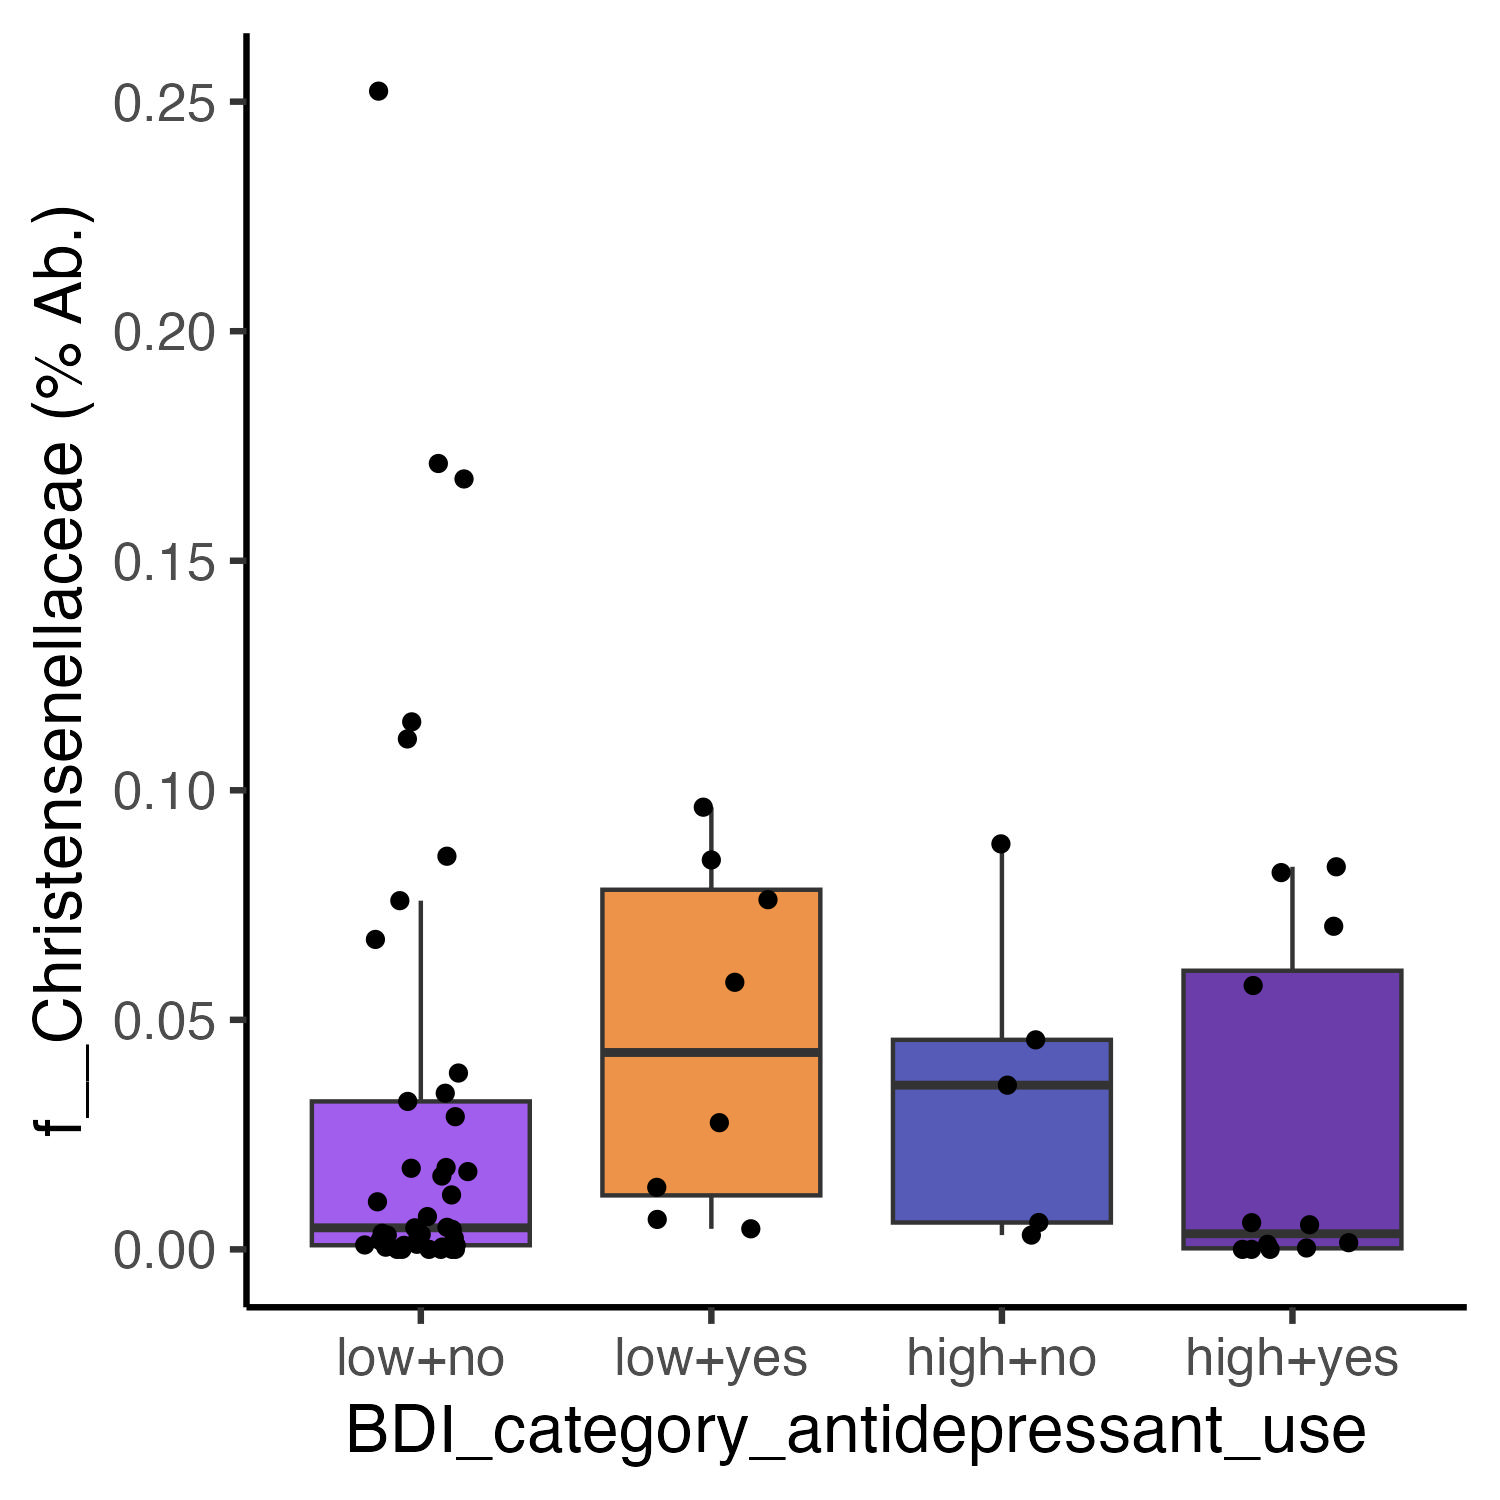 f__Christensenellaceae (% Ab.)
0.25
0.20
0.15
0.10
0.05
0.00
low+no low+yes high+no high+yes
BDI_category_antidepressant_use